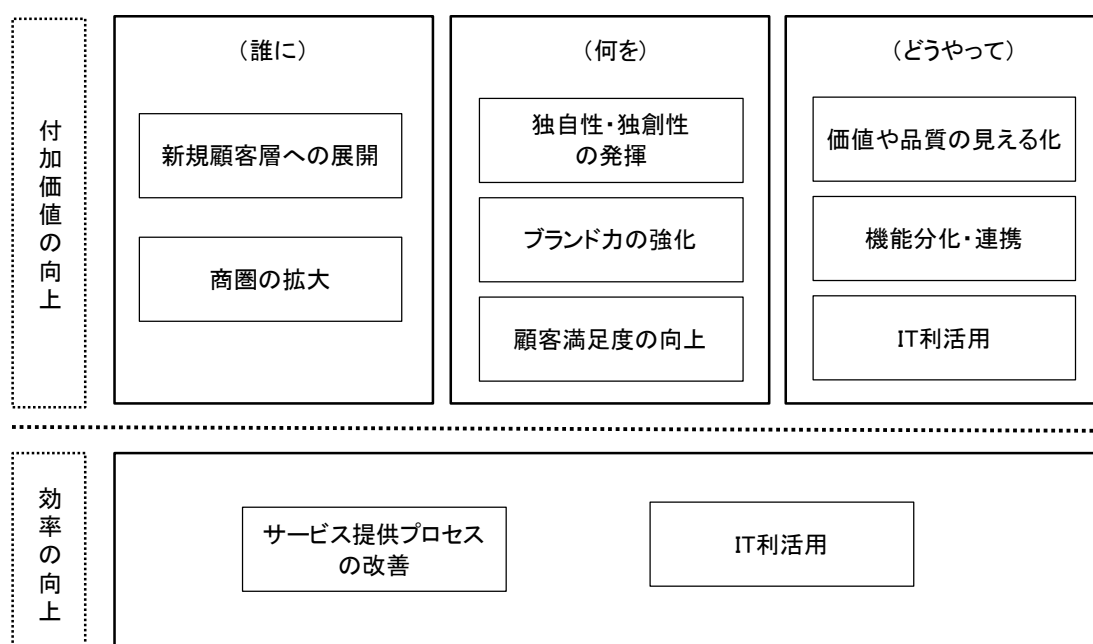 付加価値の向上
（誰に）
新規顧客層への展開
商圏の拡大
（何を）
独自性・独創性
の発揮
ブランド力の強化
顧客満足度の向上
（どうやって）
価値や品質の見える化
機能分化・連携
IT利活用
効率の向上
サービス提供プロセス
の改善
IT利活用